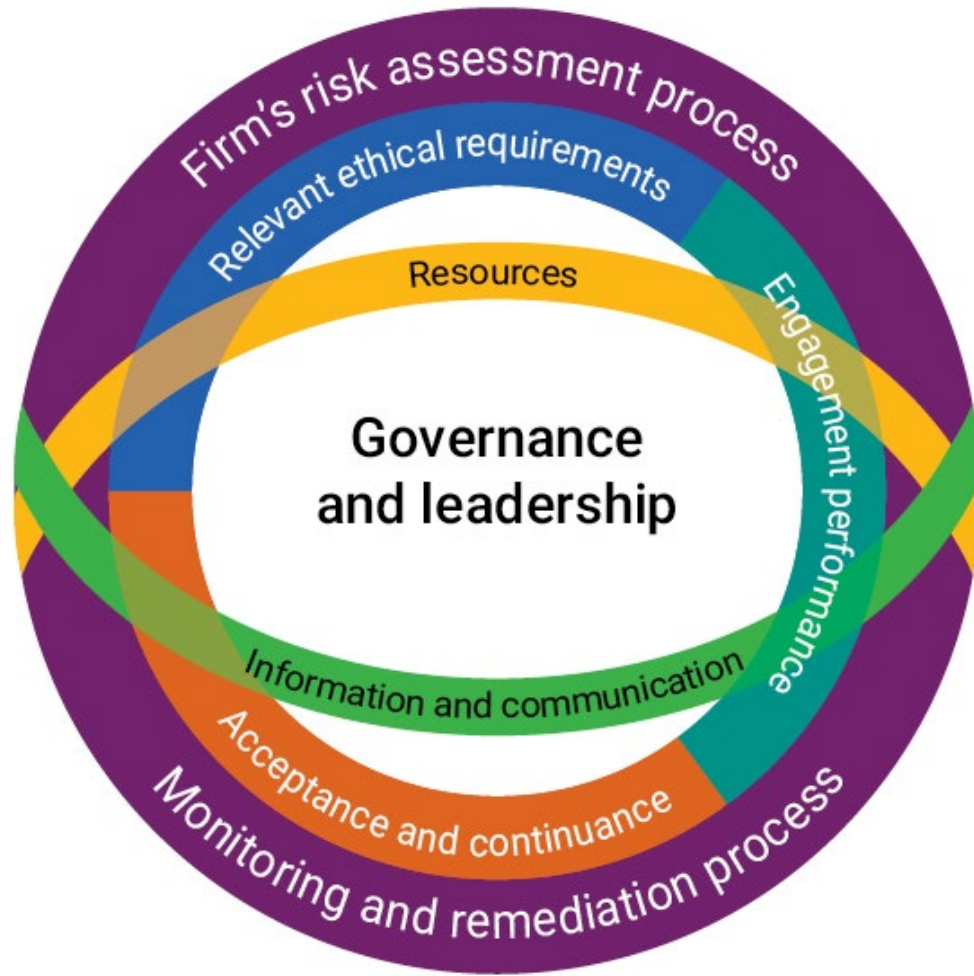 Firm's risk assessment process
Relevant ethical requirements
Resources
Engagement performance
Governance
and leadership
Information and communication
Acceptance and continuance
Monitoring and remediation process